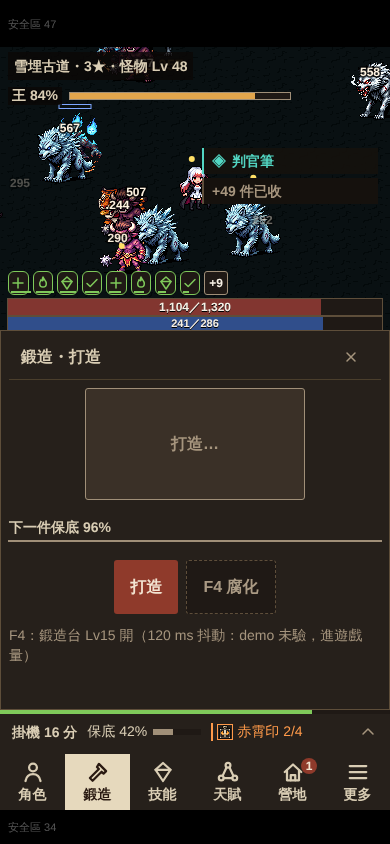 安全區 47
雪埋古道・3★・怪物 Lv 48
558
王 84%
567
◈ 判官筆
295
507
+49 件已收
244
290
+9
1,104／1,320
241／286
鍛造・打造
×
打造…
下一件保底 96%
打造
F4 腐化
F4：鍛造台 Lv15 開（120 ms 抖動：demo 未驗，進遊戲
量）
掛機 16 分
保底 42%
赤霄印 2/4
角色
鍛造
技能
天賦
營地
1
更多
安全區 34